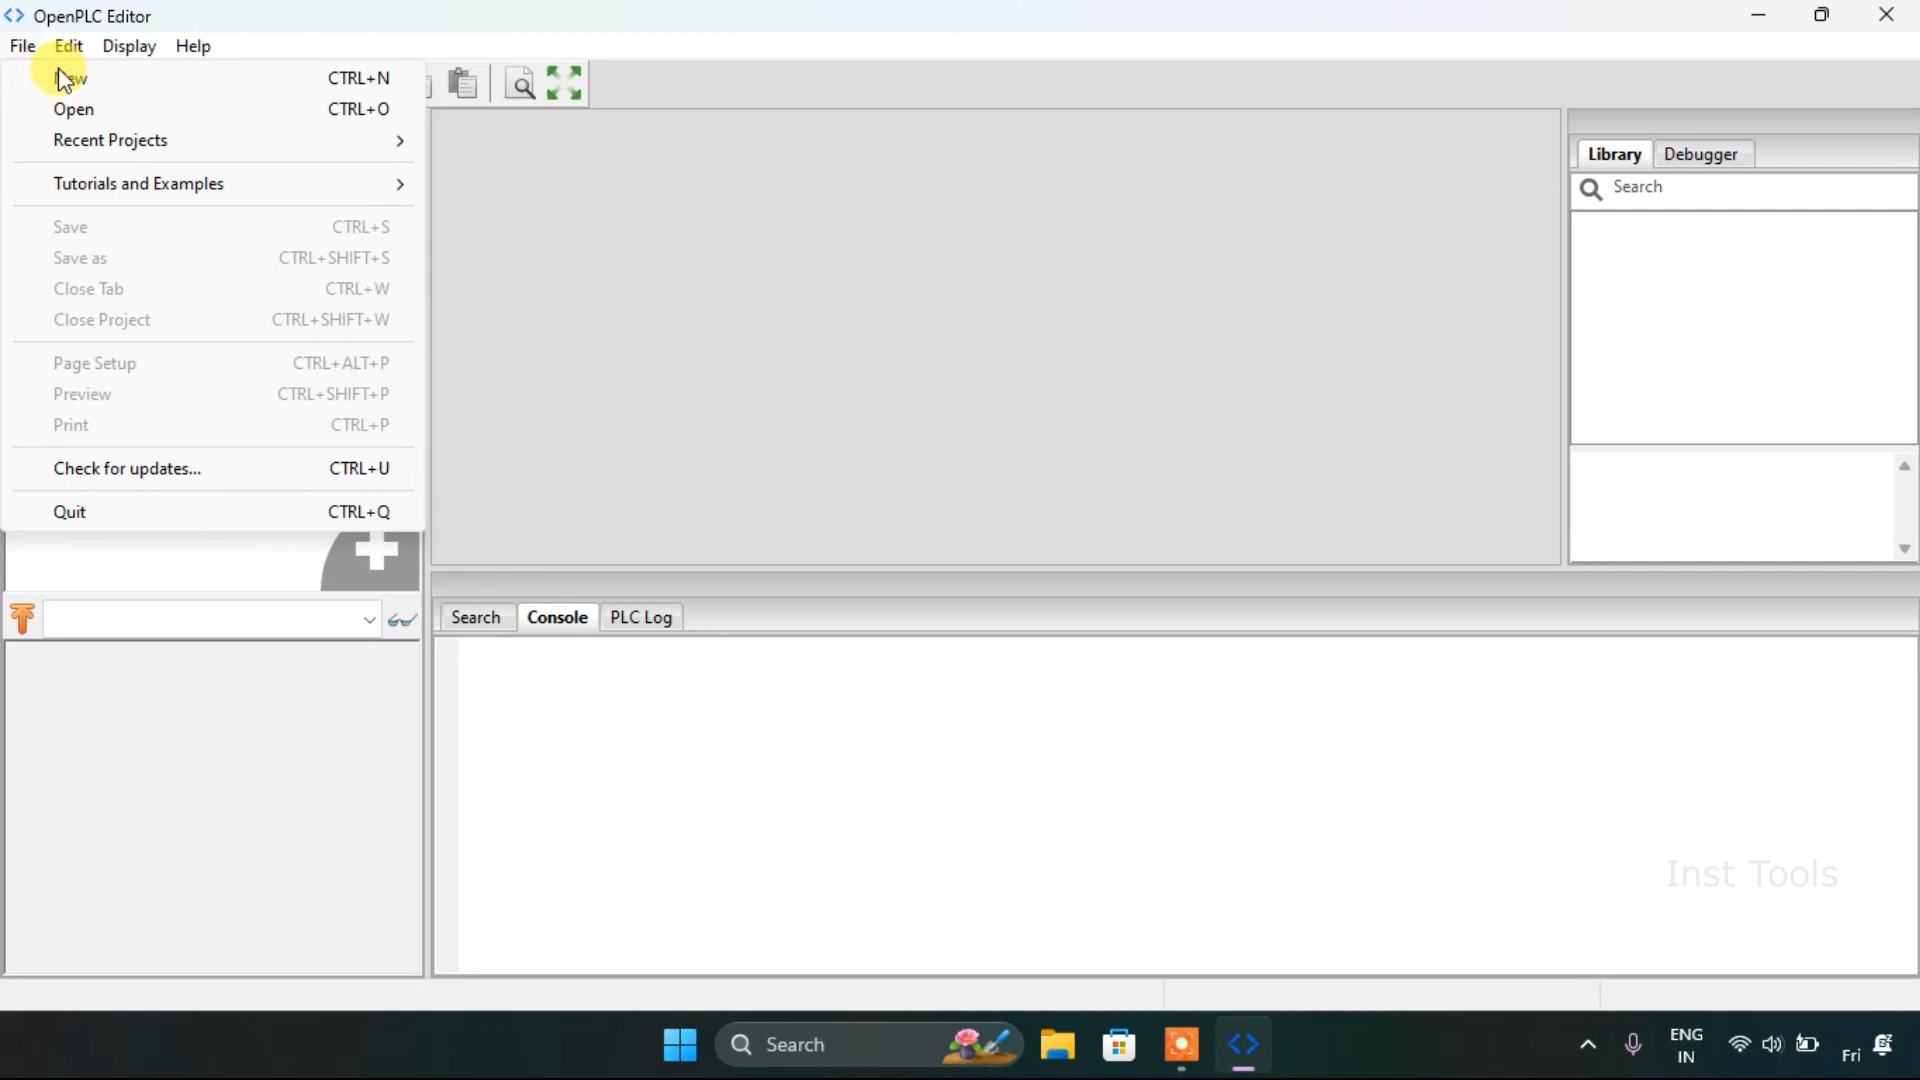 OpenPLC Editor
File Edit Display Help
New CTRL+N
Open CTRL+O
Recent Projects
Tutorials and Examples
Save CTRL+S
Save as CTRL+SHIFT+S
Close Tab CTRL+W
Close Project CTRL+SHIFT+W
Page Setup CTRL+ALT+P
Preview CTRL+SHIFT+P
Print CTRL+P
Check for updates... CTRL+U
Quit CTRL+Q
Library Debugger
Search
Search Console PLC Log
Inst Tools
Search
ENG
IN
Fri